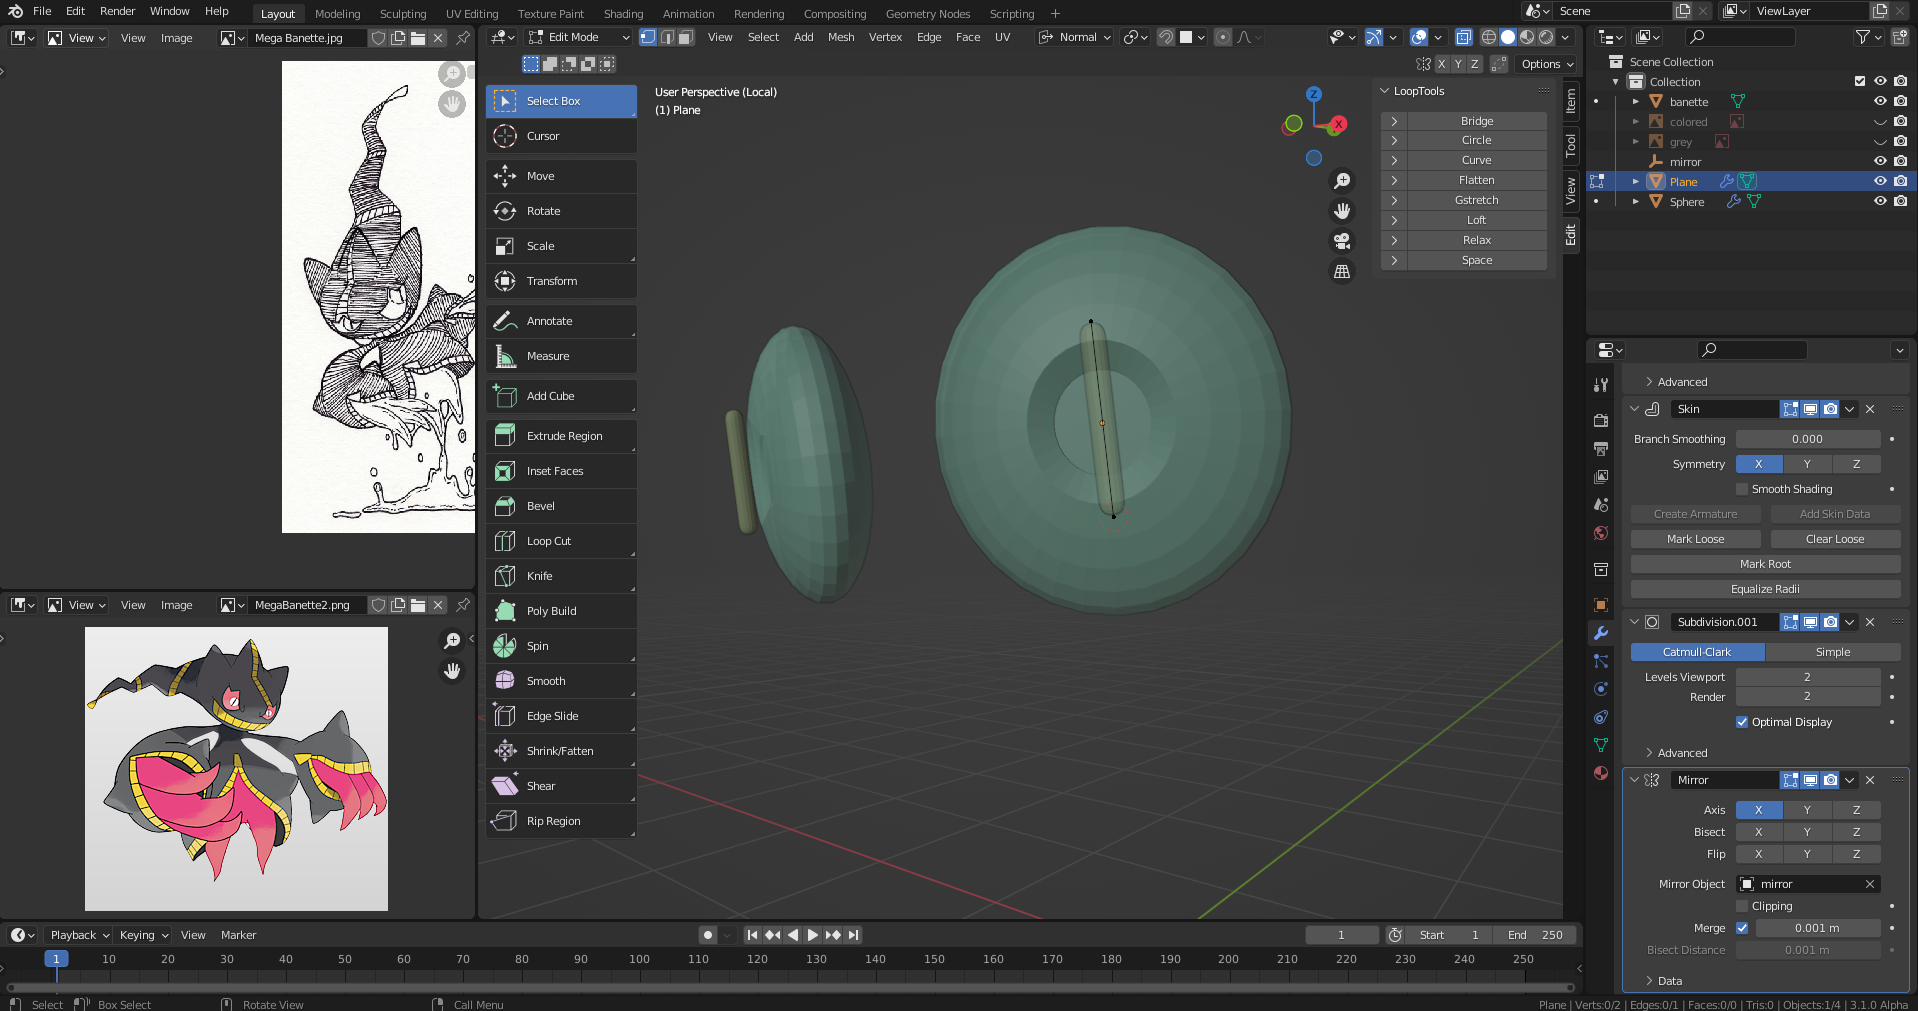 File Edit Render Window Help Layout Modeling Sculpting UV Editing Texture Paint Shading Animation Rendering Compositing Geometry Nodes Scripting + Scene ViewLayer
View View Image Mega Banette.jpg
Edit Mode View Select Add Mesh Vertex Edge Face UV Normal
X Y Z Options
Select Box
Cursor
Move
Rotate
Scale
Transform
Annotate
Measure
Add Cube
Extrude Region
Inset Faces
Bevel
Loop Cut
Knife
Poly Build
Spin
Smooth
Edge Slide
Shrink/Fatten
Shear
Rip Region
User Perspective (Local)
(1) Plane
Z
X
LoopTools
Bridge
Circle
Curve
Flatten
Gstretch
Loft
Relax
Space
Item
Tool
View
Edit
Scene Collection
Collection
banette
colored
grey
mirror
Plane
Sphere
Advanced
Skin
Branch Smoothing 0.000
Symmetry X Y Z
Smooth Shading
Create Armature Add Skin Data
Mark Loose Clear Loose
Mark Root
Equalize Radii
Subdivision.001
Catmull-Clark Simple
Levels Viewport 2
Render 2
Optimal Display
Advanced
Mirror
Axis X Y Z
Bisect X Y Z
Flip X Y Z
Mirror Object mirror
Clipping
Merge 0.001 m
Bisect Distance 0.001 m
Data
View View Image MegaBanette2.png
Playback Keying View Marker 1 Start 1 End 250
1 10 20 30 40 50 60 70 80 90 100 110 120 130 140 150 160 170 180 190 200 210 220 230 240 250
Select Box Select Rotate View Call Menu Plane | Verts:0/2 | Edges:0/1 | Faces:0/0 | Tris:0 | Objects:1/4 | 3.1.0 Alpha